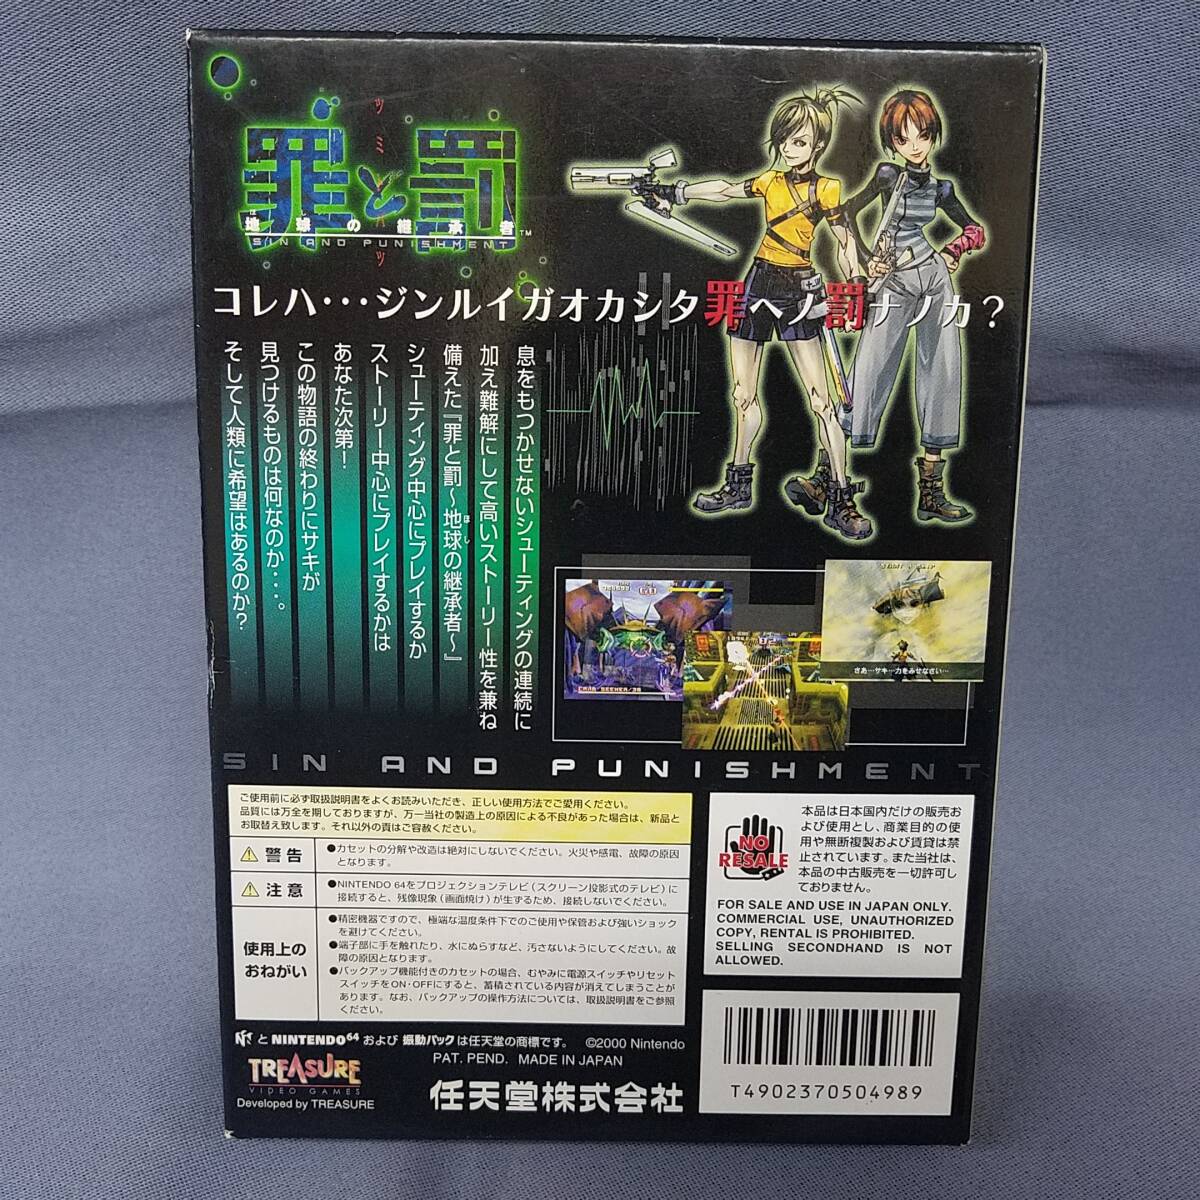 ツミトバツ
罪と罰
ほし
地球の継承者™
SIN AND PUNISHMENT
コレハ・・・ジンルイガオカシタ罪ヘノ罰ナノカ?
息をもつかせないシューティングの連続に
加え難解にして高いストーリー性を兼ね
備えた『罪と罰〜地球の継承者〜』
ほし
シューティング中心にプレイするか
ストーリー中心にプレイするかは
あなた次第!
この物語の終わりにサキが
見つけるものは何なのか・・・。
そして人類に希望はあるのか?
CRAB SEEKER/30
さあ…サキ…力をみせなさい…
SIN AND PUNISHMENT
ご使用前に必ず取扱説明書をよくお読みいただき、正しい使用方法でご愛用ください。
品質には万全を期しておりますが、万一当社の製造上の原因による不良があった場合は、新品と
お取替え致します。それ以外の責はご容赦ください。
警告
●カセットの分解や改造は絶対にしないでください。火災や感電、故障の原因
となります。
注意
●NINTENDO 64をプロジェクションテレビ(スクリーン投影式のテレビ)に
接続すると、残像現象(画面焼け)が生ずるため、接続しないでください。
使用上の
おねがい
●精密機器ですので、極端な温度条件下でのご使用や保管および強いショック
を避けてください。
●端子部に手を触れたり、水にぬらすなど、汚さないようにしてください。故
障の原因となります。
●バックアップ機能付きのカセットの場合、むやみに電源スイッチやリセット
スイッチをON・OFFにすると、蓄積されている内容が消えてしまうことが
あります。なお、バックアップの操作方法については、取扱説明書をご参照
ください。
NO
RESALE
本品は日本国内だけの販売お
よび使用とし、商業目的の使
用や無断複製および賃貸は禁
止されています。また当社は、
本品の中古販売を一切許可し
ておりません。
FOR SALE AND USE IN JAPAN ONLY.
COMMERCIAL USE, UNAUTHORIZED
COPY, RENTAL IS PROHIBITED.
SELLING SECONDHAND IS NOT
ALLOWED.
と NINTENDO64 および 振動パック は任天堂の商標です。 ©2000 Nintendo
PAT. PEND. MADE IN JAPAN
TREASURE
VIDEO GAMES
Developed by TREASURE
任天堂株式会社
T4902370504989